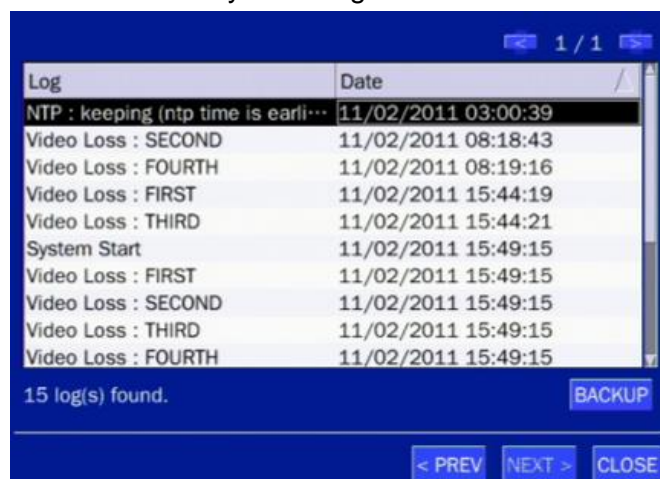 < 1 / 1 >
Log Date
NTP : keeping (ntp time is earli··· 11/02/2011 03:00:39
Video Loss : SECOND 11/02/2011 08:18:43
Video Loss : FOURTH 11/02/2011 08:19:16
Video Loss : FIRST 11/02/2011 15:44:19
Video Loss : THIRD 11/02/2011 15:44:21
System Start 11/02/2011 15:49:15
Video Loss : FIRST 11/02/2011 15:49:15
Video Loss : SECOND 11/02/2011 15:49:15
Video Loss : THIRD 11/02/2011 15:49:15
Video Loss : FOURTH 11/02/2011 15:49:15
15 log(s) found. BACKUP
< PREV NEXT > CLOSE